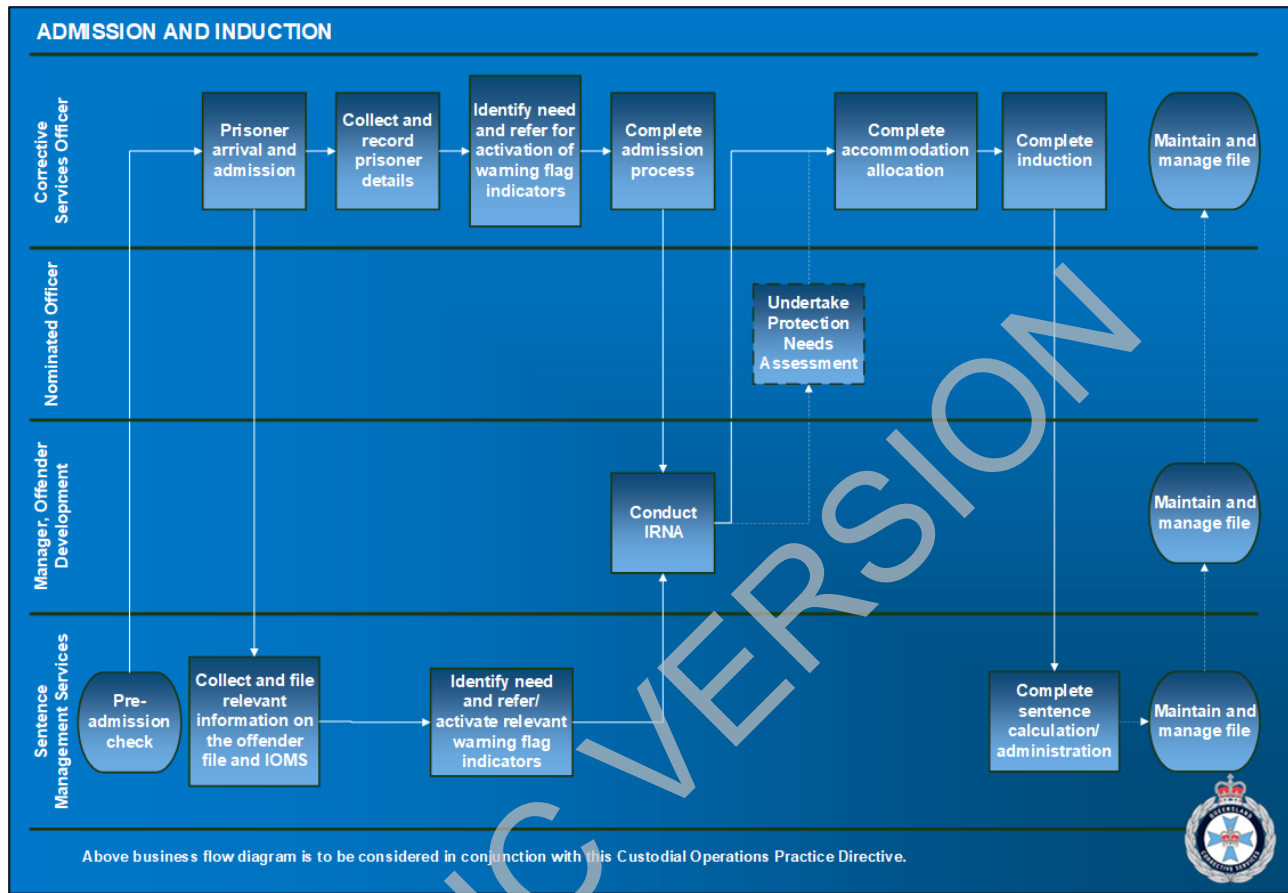 ADMISSION AND INDUCTION
Corrective
Services Officer
Prisoner
arrival and
admission
Collect and
record
prisoner
details
Identify need
and refer for
activation of
warning flag
indicators
Complete
admission
process
Complete
accommodation
allocation
Complete
induction
Maintain and
manage file
Nominated Officer
Undertake
Protection
Needs
Assessment
Manager, Offender
Development
Conduct
IRNA
Maintain and
manage file
Sentence
Management Services
Pre-
admission
check
Collect and file
relevant
information on
the offender
file and IOMS
Identify need
and refer/
activate relevant
warning flag
indicators
Complete
sentence
calculation/
administration
Maintain and
manage file
Above business flow diagram is to be considered in conjunction with this Custodial Operations Practice Directive.
C VERSION
QUEENSLAND
CORRECTIVE SERVICES